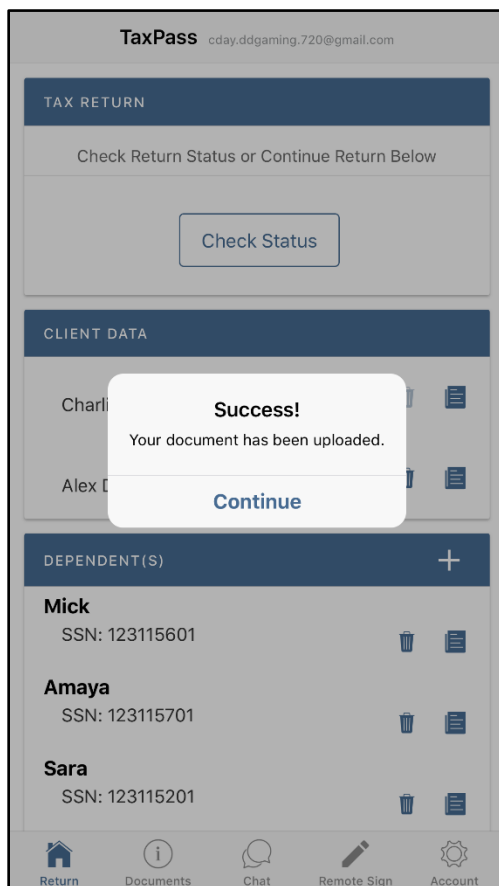 TaxPass cday.ddgaming.720@gmail.com
TAX RETURN
Check Return Status or Continue Return Below
Check Status
CLIENT DATA
Charli
Success!
Your document has been uploaded.
Alex D
Continue
DEPENDENT(S)
Mick
SSN: 123115601
Amaya
SSN: 123115701
Sara
SSN: 123115201
Return Documents Chat Remote Sign Account